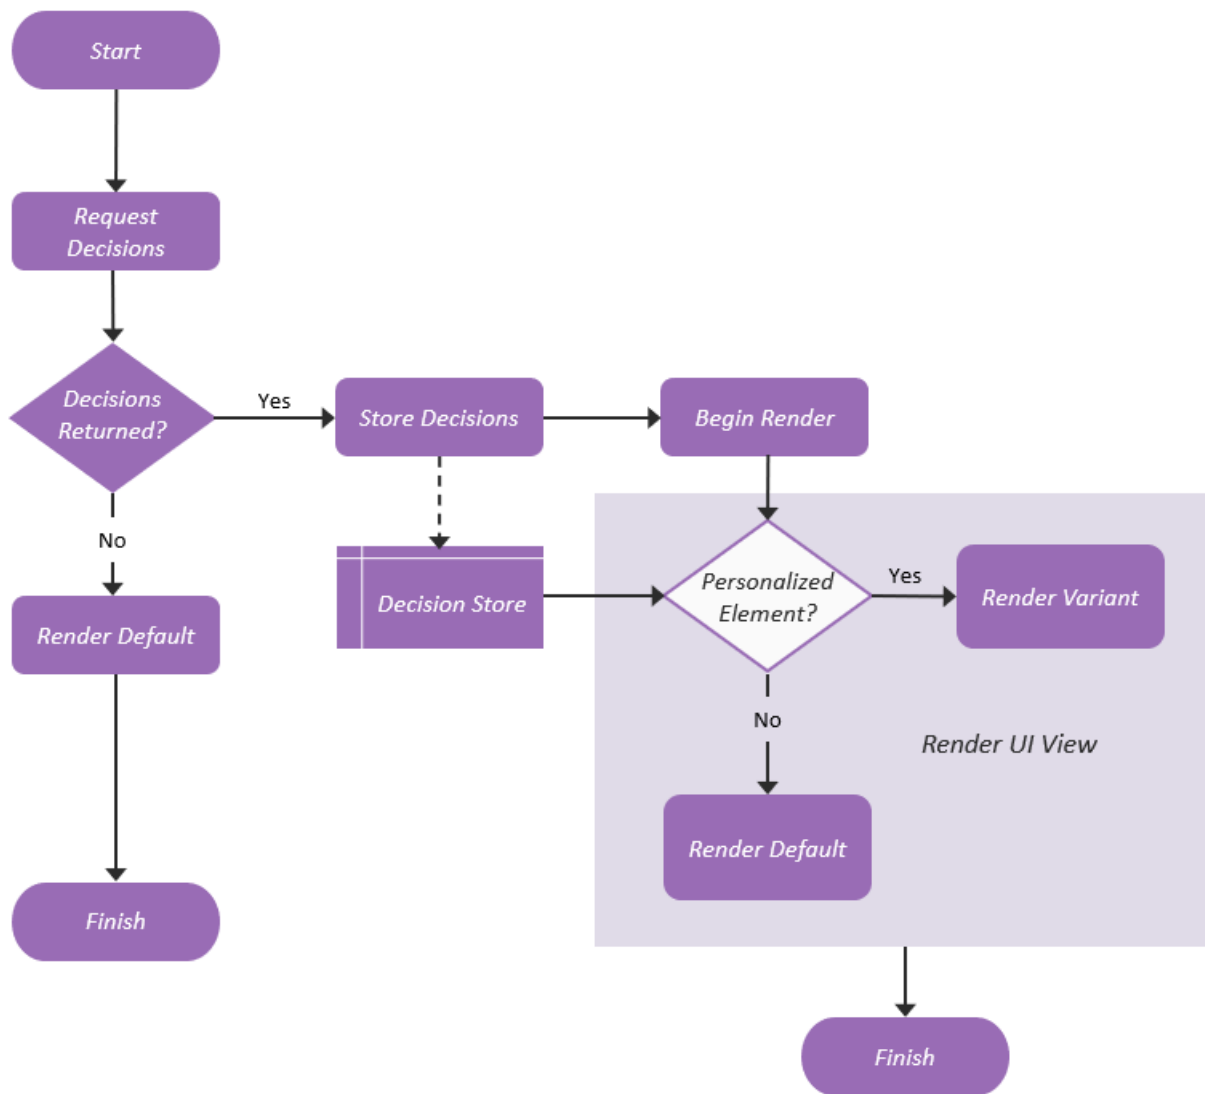 Start
Request
Decisions
Decisions
Returned?
Yes
Store Decisions
Begin Render
No
Decision Store
Personalized
Element?
Yes
Render Variant
Render Default
No
Render UI View
Render Default
Finish
Finish